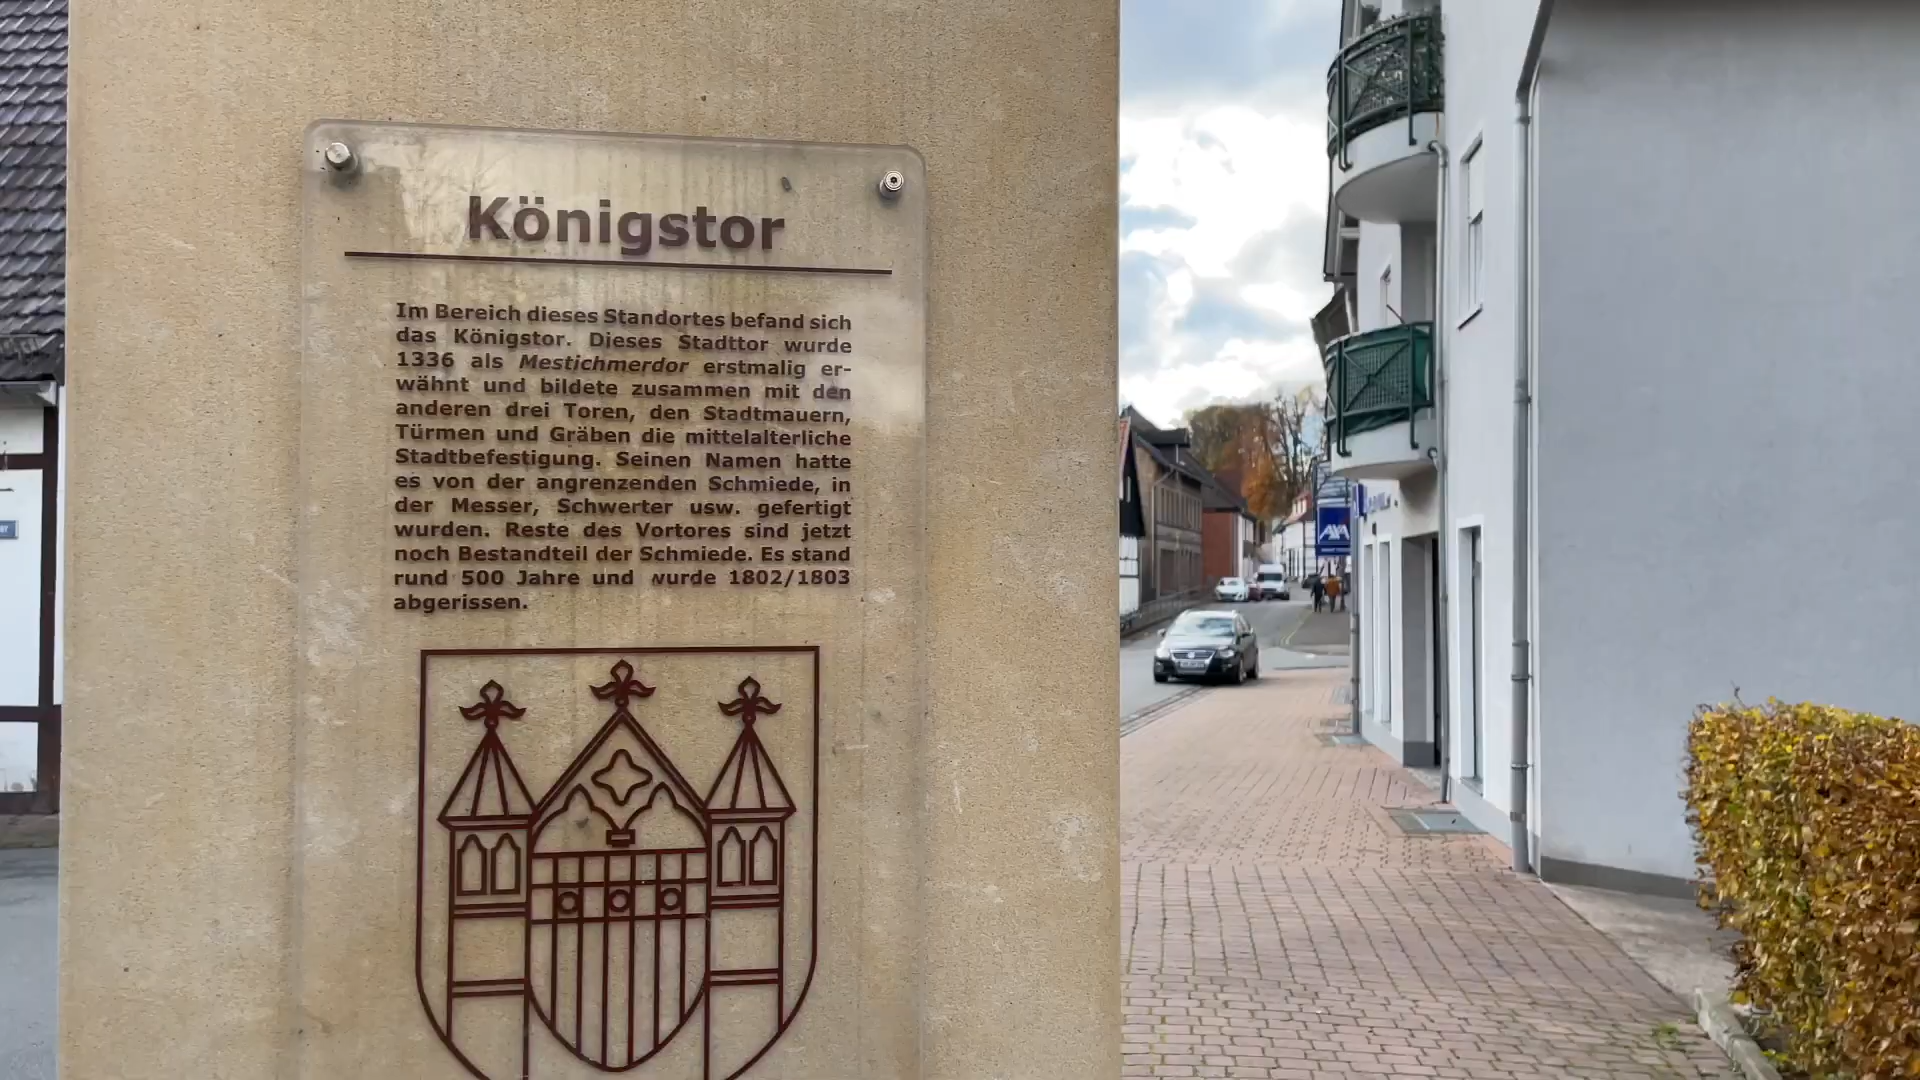 Königstor
Im Bereich dieses Standortes befand sich
das Königstor. Dieses Stadttor wurde
1336 als Mestichmerdor erstmalig er-
wähnt und bildete zusammen mit den
anderen drei Toren, den Stadtmauern,
Türmen und Gräben die mittelalterliche
Stadtbefestigung. Seinen Namen hatte
es von der angrenzenden Schmiede, in
der Messer, Schwerter usw. gefertigt
wurden. Reste des Vortores sind jetzt
noch Bestandteil der Schmiede. Es stand
rund 500 Jahre und wurde 1802/1803
abgerissen.
AXA